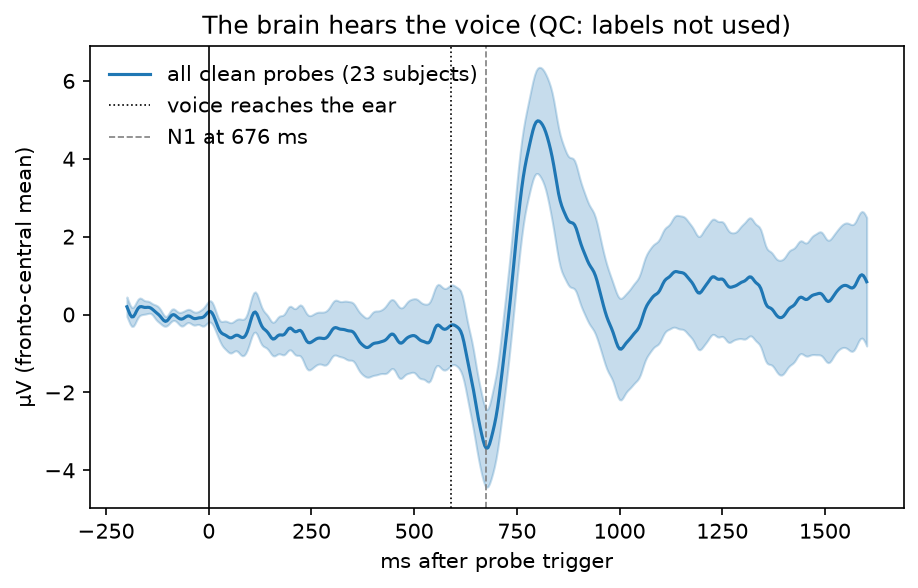 The brain hears the voice (QC: labels not used)
all clean probes (23 subjects)
voice reaches the ear
N1 at 676 ms
µV (fronto-central mean)
6
4
2
0
−2
−4
−250 0 250 500 750 1000 1250 1500
ms after probe trigger